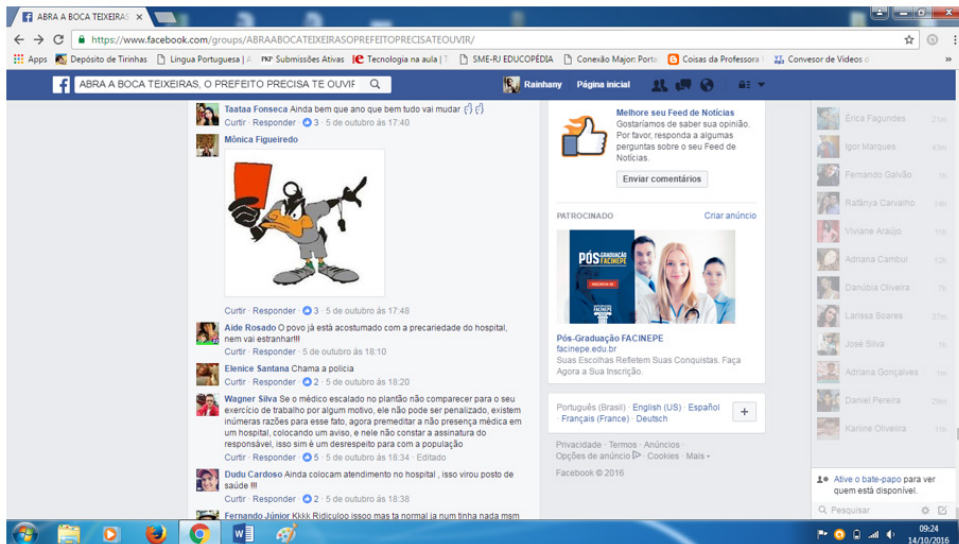 ABRA A BOCA TEIXEIRAS
https://www.facebook.com/groups/ABRAABOCATEIXEIRASOPREFEITOPRECISATEOUVIR/
Apps Depósito de Tirinhas Língua Portuguesa | A PKP Submissões Ativas Tecnologia na aula | T SME-RJ EDUCOPÉDIA Conexão Major: Porta Coisas da Professora Convesor de Videos o »
ABRA A BOCA TEIXEIRAS, O PREFEITO PRECISA TE OUVIR
Rainhany Página inicial
Taataa Fonseca Ainda bem que ano que bem tudo vai mudar
Curtir · Responder · 3 · 5 de outubro às 17:40
Mônica Figueiredo
Curtir · Responder · 3 · 5 de outubro às 17:48
Aide Rosado O povo já está acostumado com a precariedade do hospital,
nem vai estranhar!!!
Curtir · Responder · 5 de outubro às 18:10
Elenice Santana Chama a policia
Curtir · Responder · 2 · 5 de outubro às 18:20
Wagner Silva Se o médico escalado no plantão não comparecer para o seu
exercício de trabalho por algum motivo, ele não pode ser penalizado, existem
inúmeras razões para esse fato, agora premeditar a não presença médica em
um hospital, colocando um aviso, e nele não constar a assinatura do
responsável, isso sim é um desrespeito para com a população
Curtir · Responder · 5 · 5 de outubro às 18:34 · Editado
Dudu Cardoso Ainda colocam atendimento no hospital , isso virou posto de
saúde !!!
Curtir · Responder · 2 · 5 de outubro às 18:38
Fernando Júnior Kkkk Ridiculoo issoo mas ta normal ja num tinha nada msm
Melhore seu Feed de Notícias
Gostaríamos de saber sua opinião.
Por favor, responda a algumas
perguntas sobre o seu Feed de
Notícias.
Enviar comentários
PATROCINADO Criar anúncio
PÓS GRADUAÇÃO
FACINEPE
Pós-Graduação FACINEPE
facinepe.edu.br
Suas Escolhas Refletem Suas Conquistas. Faça
Agora a Sua Inscrição.
Português (Brasil) · English (US) · Español
· Français (France) · Deutsch
+
Privacidade · Termos · Anúncios ·
Opções de anúncio · Cookies · Mais
Facebook © 2016
Érica Fagundes
Igor Marques
Fernando Galvão
Rafânya Carvalho
Viviane Araújo
Adriana Cambuí
Danúbia Oliveira
Larissa Soares
José Silva
Adriana Gonçalves
Daniel Pereira
Karine Oliveira
Ative o bate-papo para ver
quem está disponível.
Pesquisar
09:24
14/10/2016